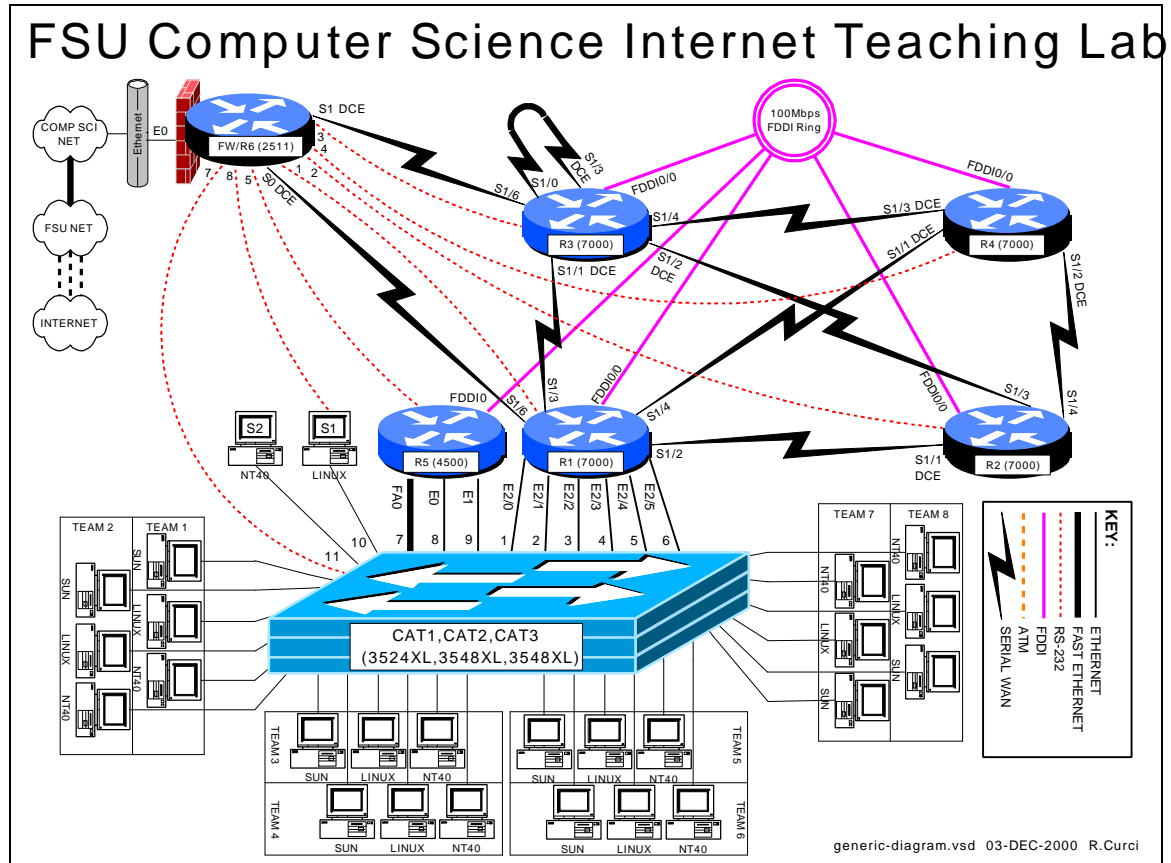 FSU Computer Science Internet Teaching Lab
COMP SCI
NET
Ethernet
E0
FW/R6 (2511)
S1 DCE
3
4
1
2
7
8
5
S0 DCE
FSU NET
INTERNET
100Mbps
FDDI Ring
S1/6
S1/0
S1/3
DCE
FDDI0/0
R3 (7000)
S1/4
S1/2
DCE
S1/1 DCE
FDDI0/0
S1/3 DCE
S1/1 DCE
R4 (7000)
S1/2 DCE
S2
NT40
S1
LINUX
FDDI0
R5 (4500)
S1/6
S1/3
FDDI0/0
S1/4
S1/2
R1 (7000)
FDDI0/0
S1/3
S1/4
S1/1
DCE
R2 (7000)
FA0
E0
E1
E2/0
E2/1
E2/2
E2/3
E2/4
E2/5
11
10
7
8
9
1
2
3
4
5
6
CAT1,CAT2,CAT3
(3524XL,3548XL,3548XL)
TEAM 2
TEAM 1
SUN
SUN
LINUX
LINUX
NT40
NT40
TEAM 3
SUN
LINUX
NT40
TEAM 4
SUN
LINUX
NT40
TEAM 5
SUN
LINUX
NT40
TEAM 6
SUN
LINUX
NT40
TEAM 7
TEAM 8
NT40
NT40
LINUX
LINUX
SUN
SUN
KEY:
ETHERNET
FAST ETHERNET
RS-232
FDDI
ATM
SERIAL WAN
generic-diagram.vsd 03-DEC-2000 R.Curci